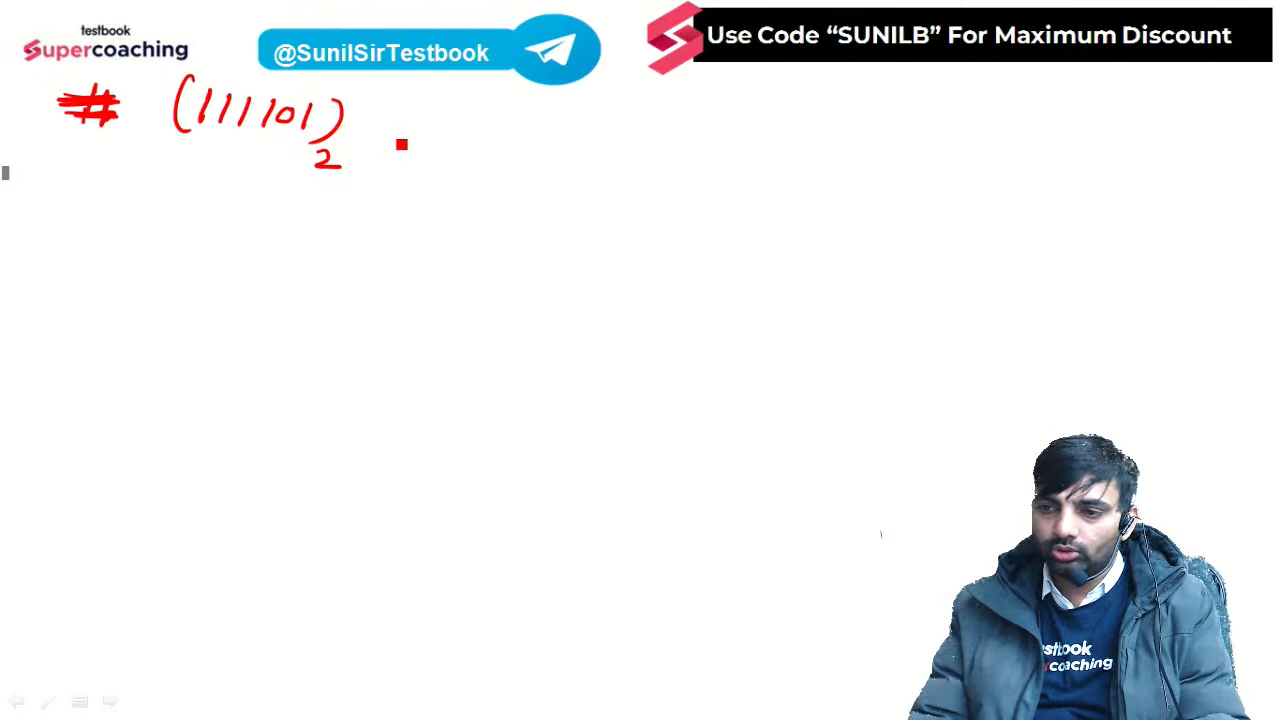 testbook
Supercoaching
@SunilSirTestbook
Use Code “SUNILB” For Maximum Discount
# (111101)2
testbook
supercoaching